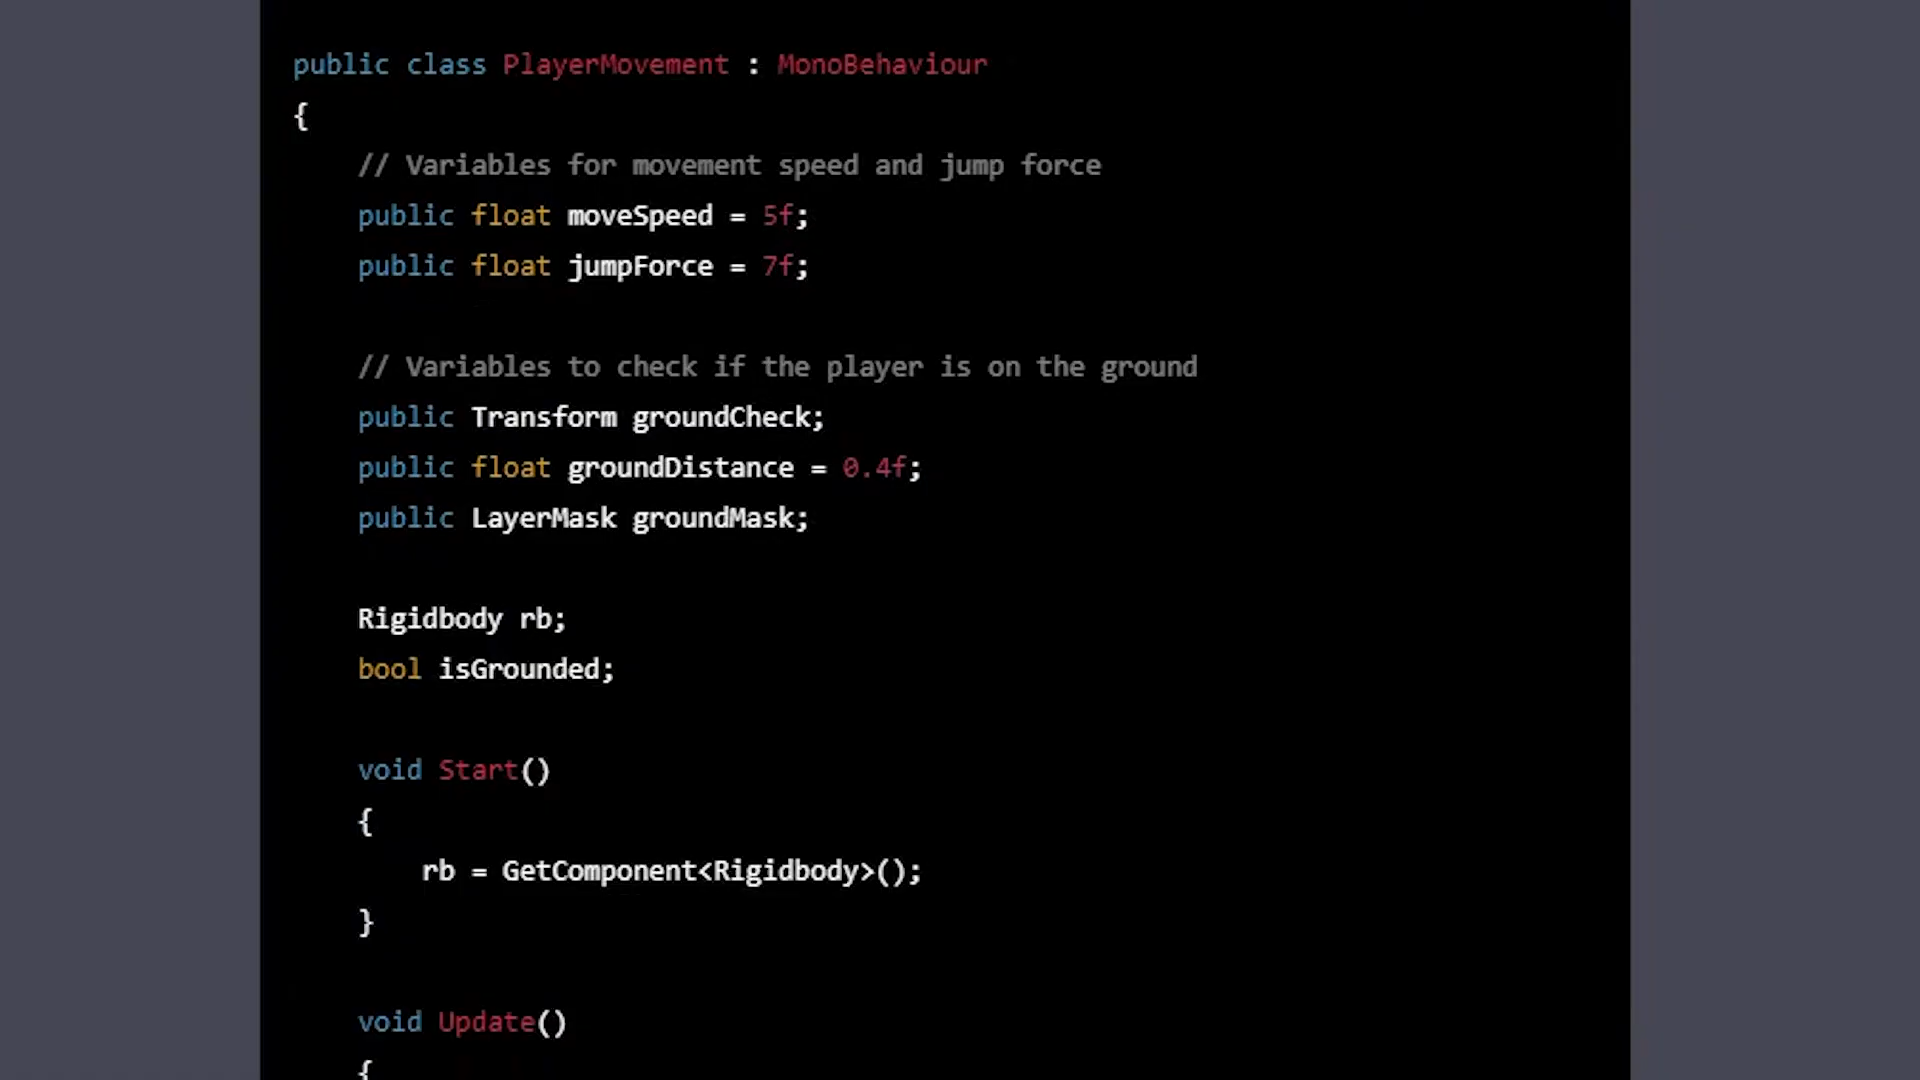 public class PlayerMovement : MonoBehaviour
{
// Variables for movement speed and jump force
public float moveSpeed = 5f;
public float jumpForce = 7f;
// Variables to check if the player is on the ground
public Transform groundCheck;
public float groundDistance = 0.4f;
public LayerMask groundMask;
Rigidbody rb;
bool isGrounded;
void Start()
{
rb = GetComponent<Rigidbody>();
}
void Update()
{